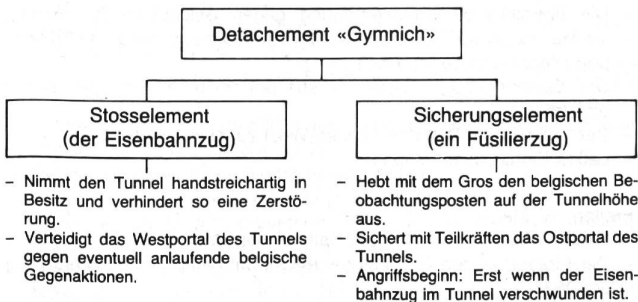 Detachement «Gymnich»
Stosselement
(der Eisenbahnzug)
– Nimmt den Tunnel handstreichartig in
Besitz und verhindert so eine Zerstö-
rung.
– Verteidigt das Westportal des Tunnels
gegen eventuell anlaufende belgische
Gegenaktionen.
Sicherungselement
(ein Füsilierzug)
– Hebt mit dem Gros den belgischen Be-
obachtungsposten auf der Tunnelhöhe
aus.
– Sichert mit Teilkräften das Ostportal des
Tunnels.
– Angriffsbeginn: Erst wenn der Eisen-
bahnzug im Tunnel verschwunden ist.